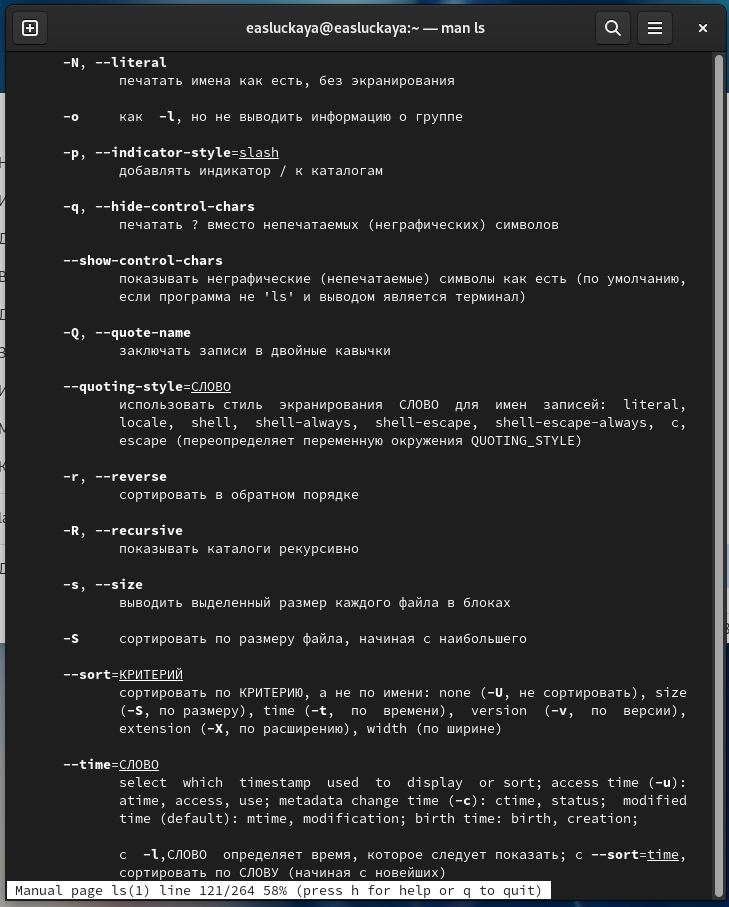 easluckaya@easluckaya:~ — man ls
-N, --literal
печатать имена как есть, без экранирования
-o как -l, но не выводить информацию о группе
-p, --indicator-style=slash
добавлять индикатор / к каталогам
-q, --hide-control-chars
печатать ? вместо непечатаемых (неграфических) символов
--show-control-chars
показывать неграфические (непечатаемые) символы как есть (по умолчанию,
если программа не 'ls' и выводом является терминал)
-Q, --quote-name
заключать записи в двойные кавычки
--quoting-style=СЛОВО
использовать стиль экранирования СЛОВО для имен записей: literal,
locale, shell, shell-always, shell-escape, shell-escape-always, c,
escape (переопределяет переменную окружения QUOTING_STYLE)
-r, --reverse
сортировать в обратном порядке
-R, --recursive
показывать каталоги рекурсивно
-s, --size
выводить выделенный размер каждого файла в блоках
-S сортировать по размеру файла, начиная с наибольшего
--sort=КРИТЕРИЙ
сортировать по КРИТЕРИЮ, а не по имени: none (-U, не сортировать), size
(-S, по размеру), time (-t, по времени), version (-v, по версии),
extension (-X, по расширению), width (по ширине)
--time=СЛОВО
select which timestamp used to display or sort; access time (-u):
atime, access, use; metadata change time (-c): ctime, status; modified
time (default): mtime, modification; birth time: birth, creation;
с -l,СЛОВО определяет время, которое следует показать; с --sort=time,
сортировать по СЛОВУ (начиная с новейших)
Manual page ls(1) line 121/264 58% (press h for help or q to quit)